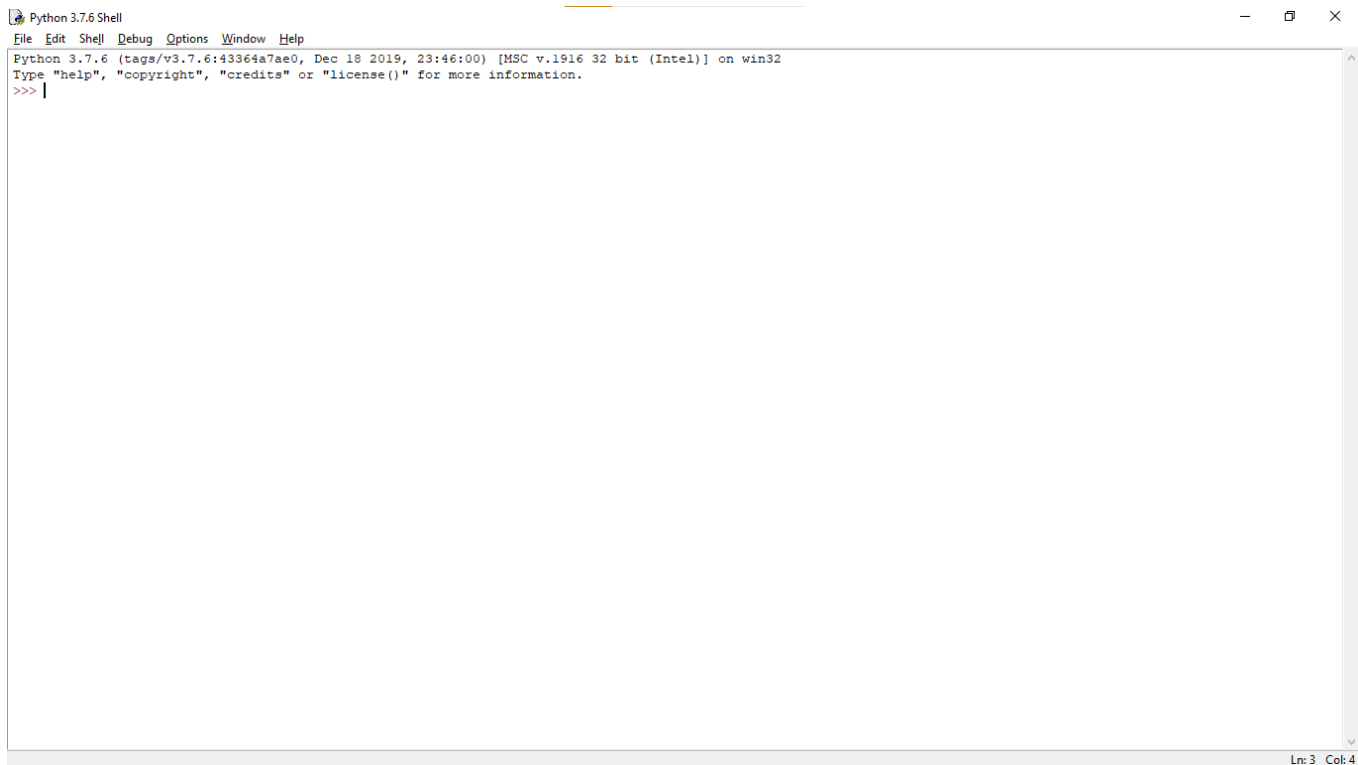 Python 3.7.6 Shell
File Edit Shell Debug Options Window Help
Python 3.7.6 (tags/v3.7.6:43364a7ae0, Dec 18 2019, 23:46:00) [MSC v.1916 32 bit (Intel)] on win32
Type "help", "copyright", "credits" or "license()" for more information.
>>>
Ln: 3 Col: 4